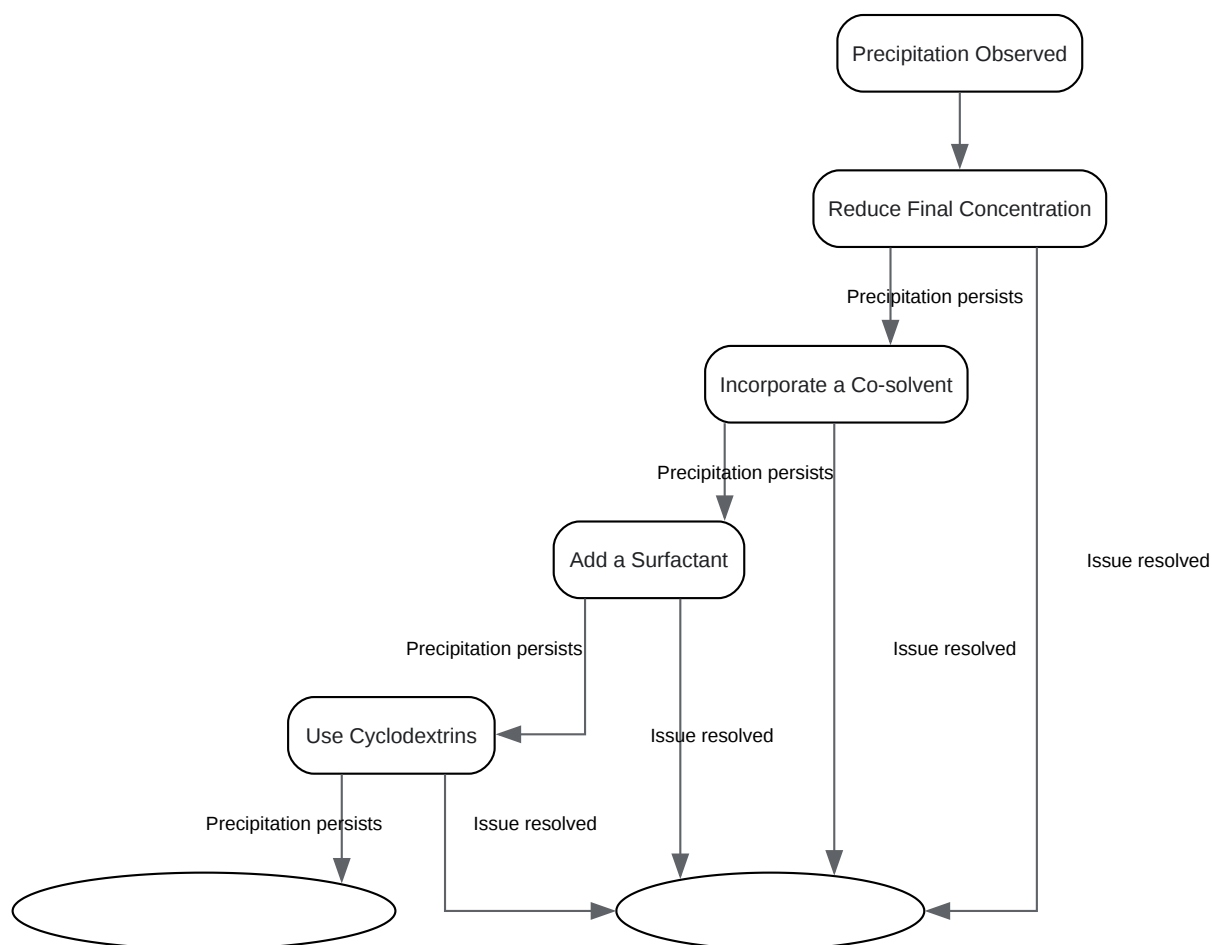 Precipitation Observed
Reduce Final Concentration
Precipitation persists
Incorporate a Co-solvent
Precipitation persists
Add a Surfactant
Issue resolved
Precipitation persists
Issue resolved
Use Cyclodextrins
Issue resolved
Precipitation persists
Issue resolved